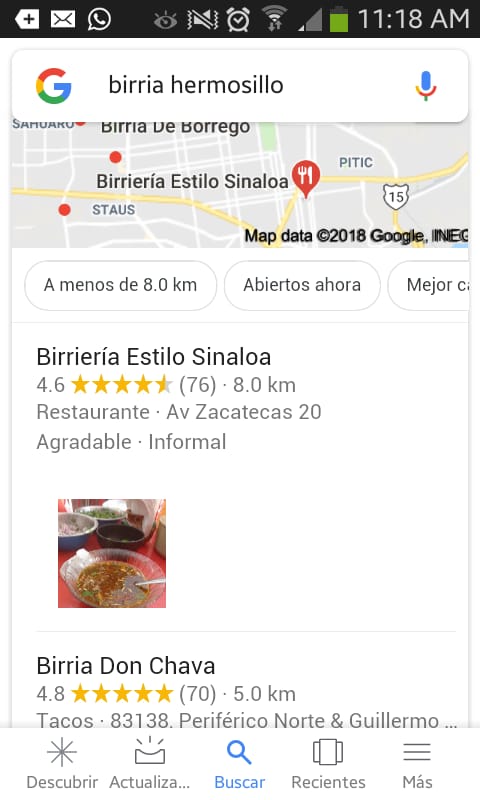 11:18 AM
birria hermosillo
SAHUARO
Birria De Borrego
PITIC
Birriería Estilo Sinaloa
15
STAUS
Map data ©2018 Google, INEG
A menos de 8.0 km
Abiertos ahora
Mejor ca
Birriería Estilo Sinaloa
4.6 (76) · 8.0 km
Restaurante · Av Zacatecas 20
Agradable · Informal
Birria Don Chava
4.8 (70) · 5.0 km
Tacos · 83138, Periférico Norte & Guillermo ...
Descubrir
Actualiza...
Buscar
Recientes
Más